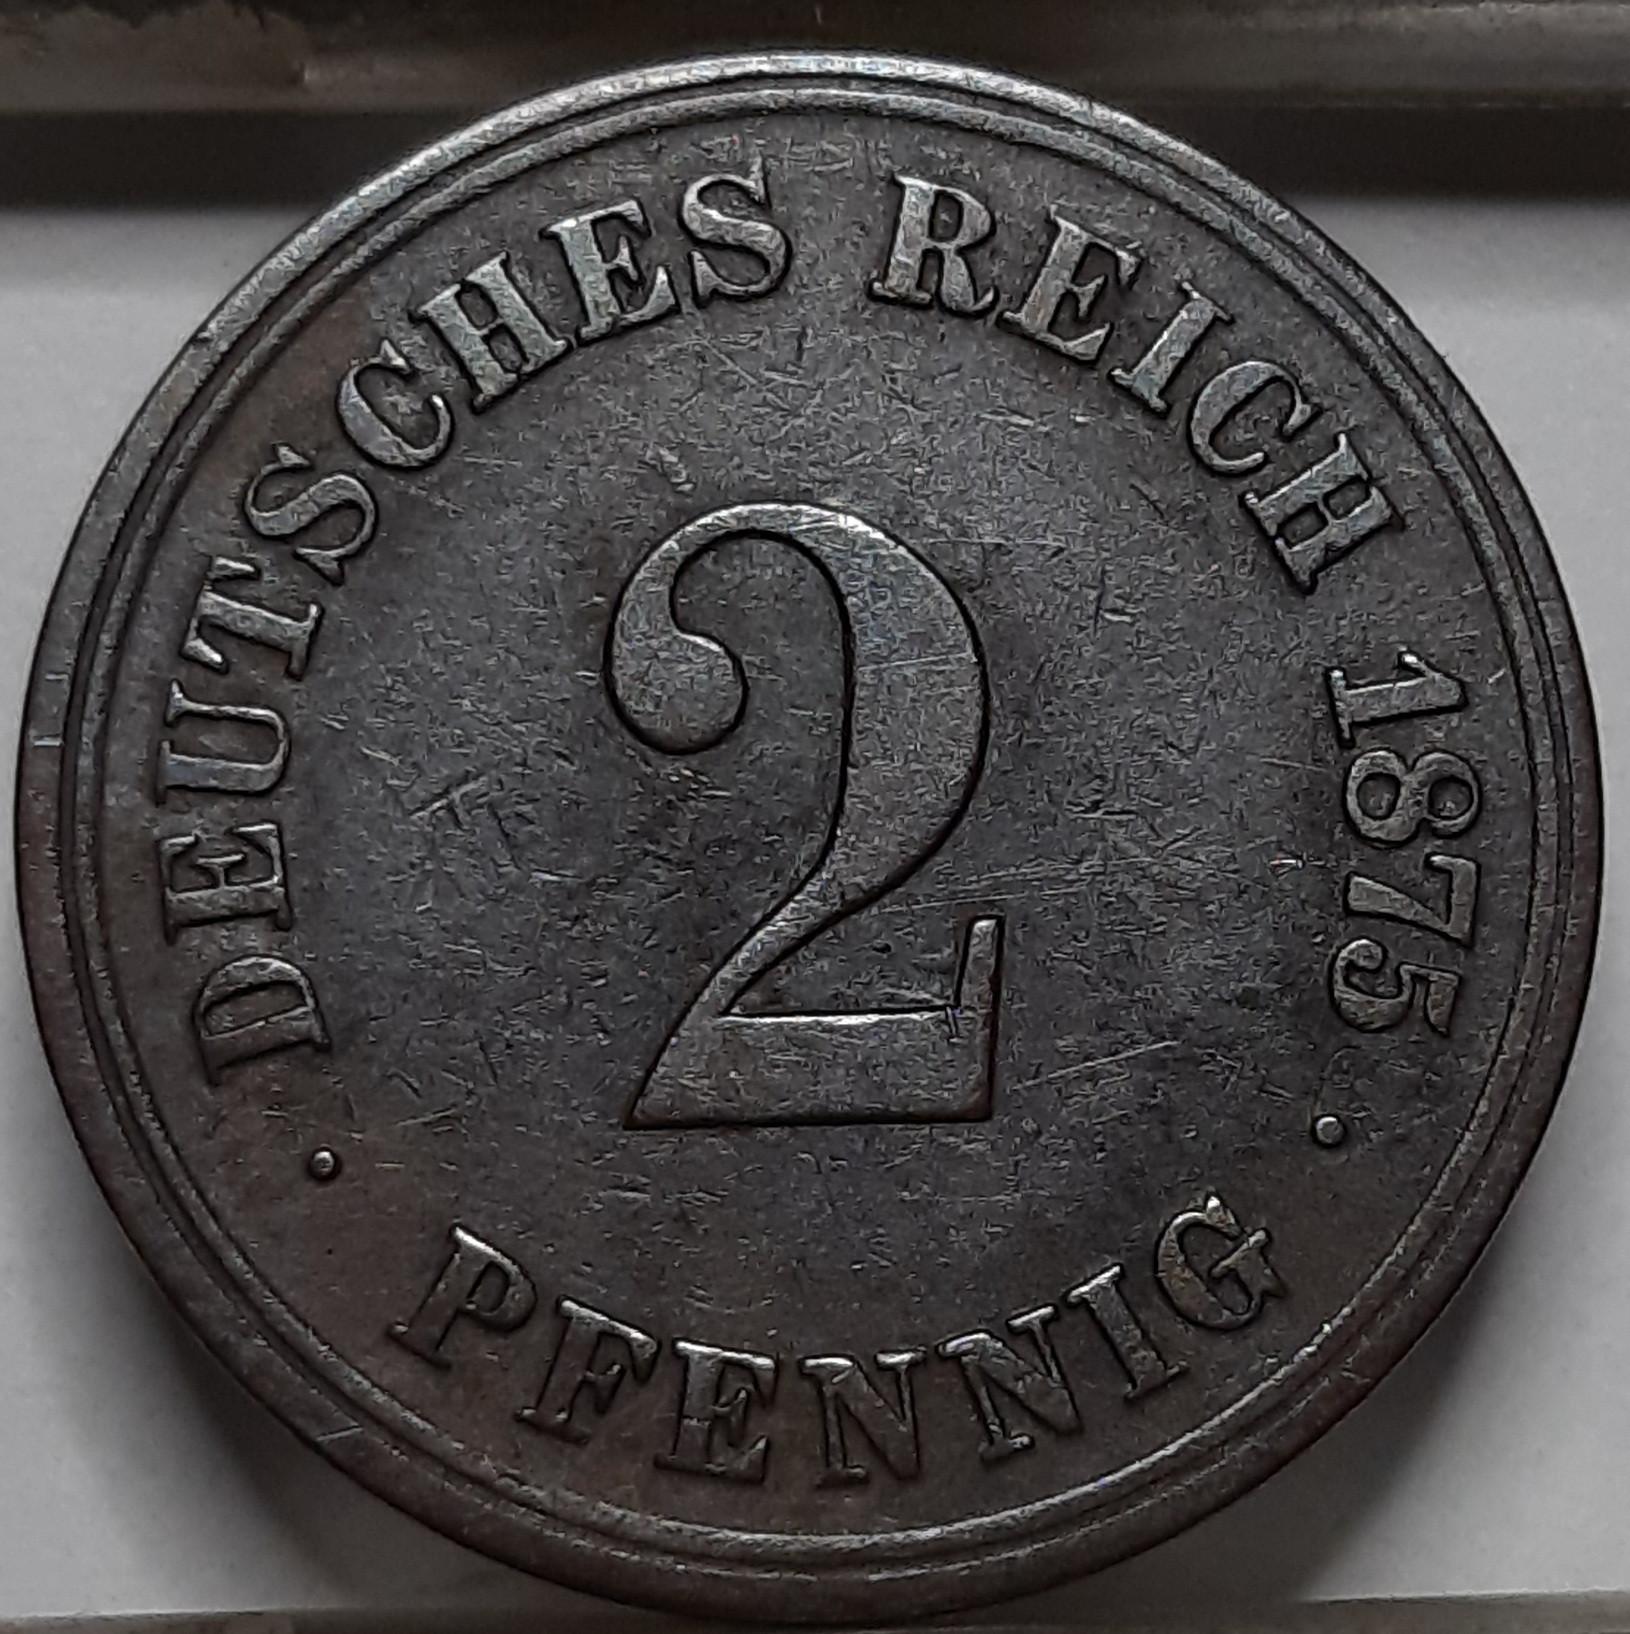 DEUTSCHES REICH 1875
2
PFENNIG